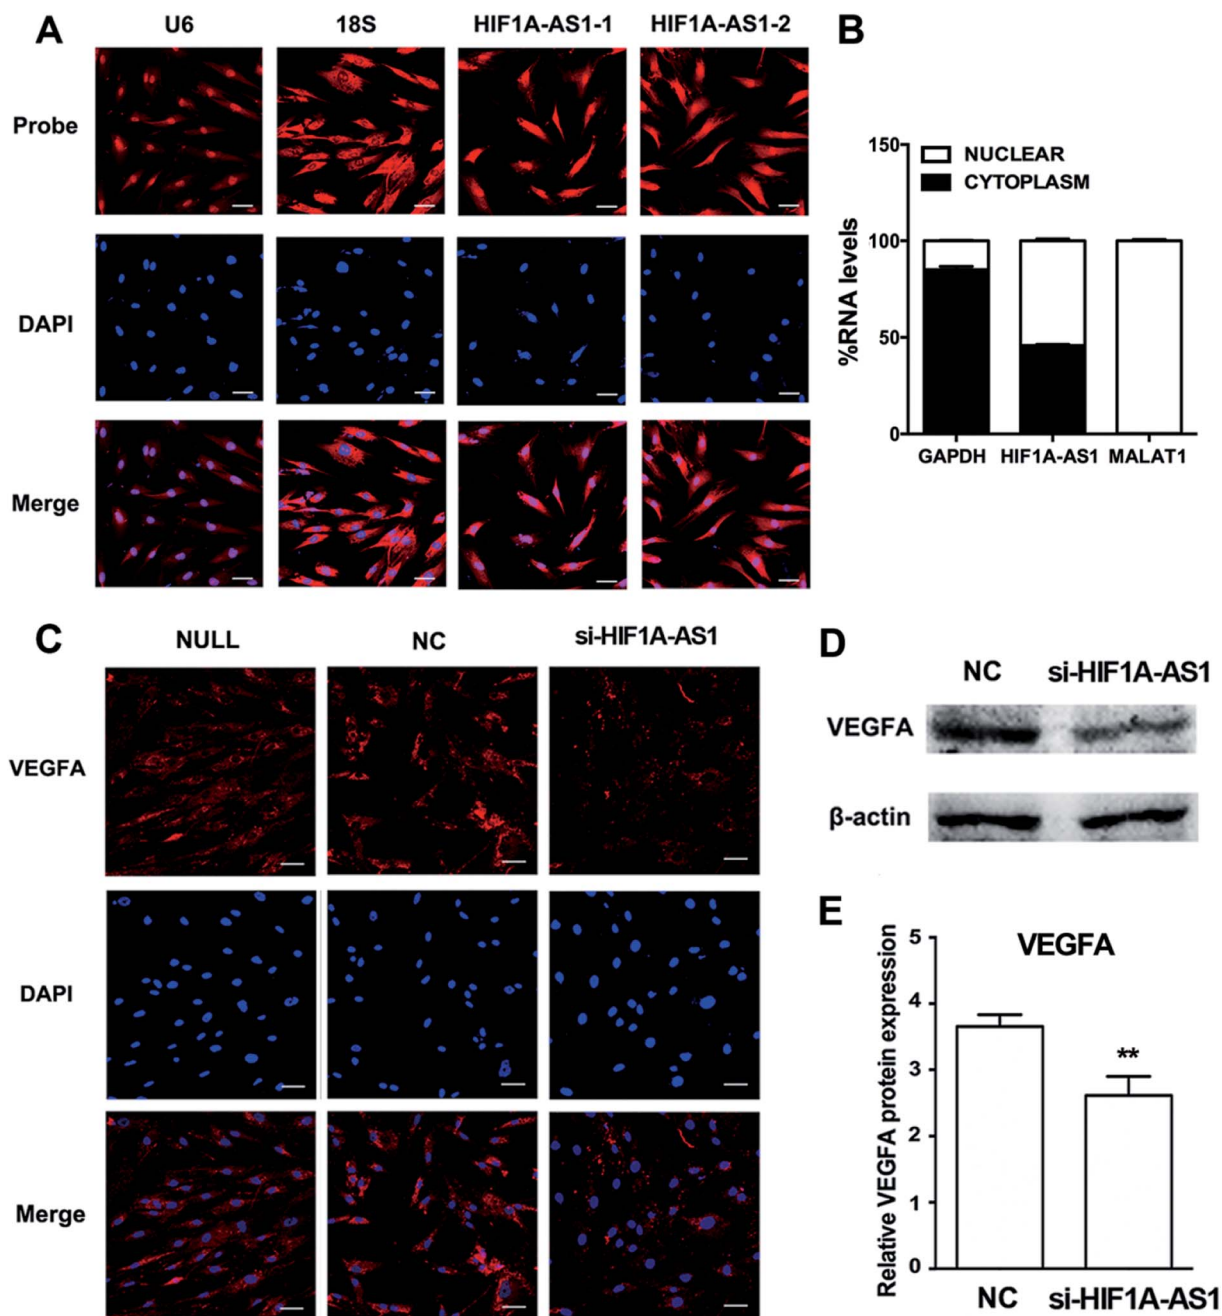 A
U6 18S HIF1A-AS1-1 HIF1A-AS1-2
Probe
DAPI
Merge
B
150
100
50
0
%RNA levels
NUCLEAR
CYTOPLASM
GAPDH HIF1A-AS1 MALAT1
C
NULL NC si-HIF1A-AS1
VEGFA
DAPI
Merge
D
NC si-HIF1A-AS1
VEGFA
β-actin
E
VEGFA
Relative VEGFA protein expression
5
4
3
2
1
0
**
NC si-HIF1A-AS1